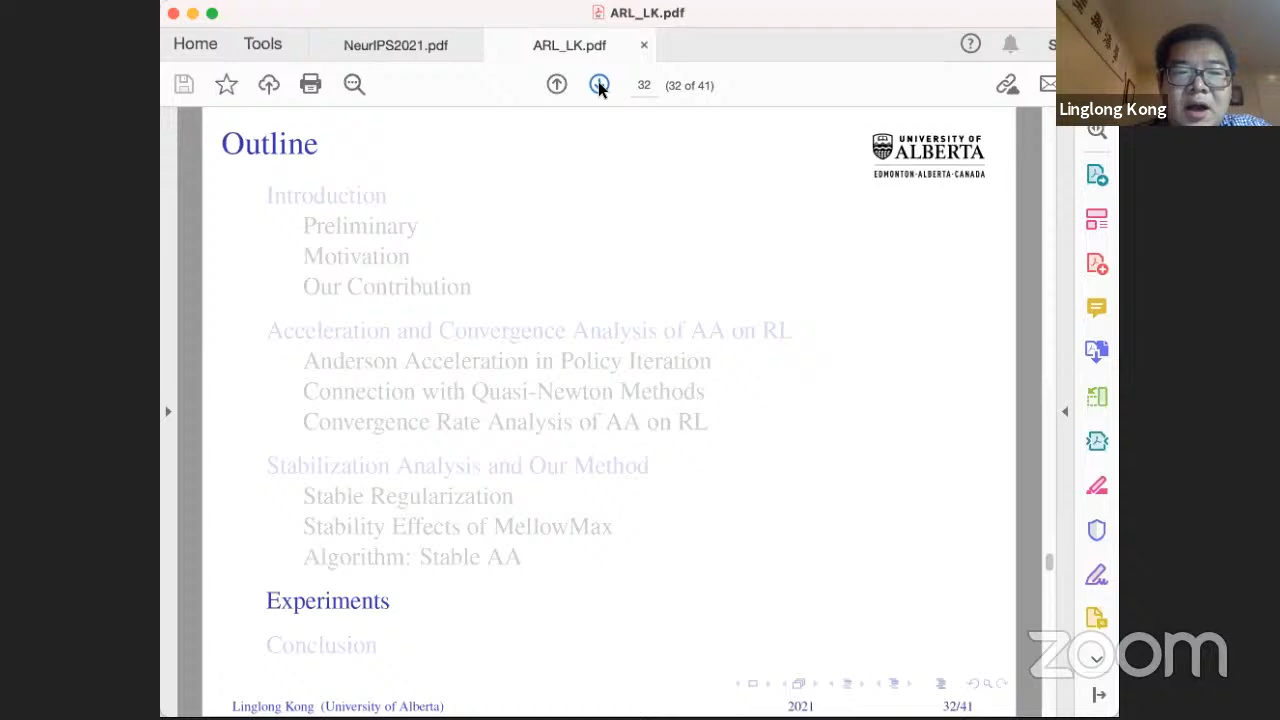 ARL_LK.pdf
Home
Tools
NeurIPS2021.pdf
ARL_LK.pdf
32
(32 of 41)
Linglong Kong
Outline
UNIVERSITY OF
ALBERTA
EDMONTON·ALBERTA·CANADA
Introduction
Preliminary
Motivation
Our Contribution
Acceleration and Convergence Analysis of AA on RL
Anderson Acceleration in Policy Iteration
Connection with Quasi-Newton Methods
Convergence Rate Analysis of AA on RL
Stabilization Analysis and Our Method
Stable Regularization
Stability Effects of MellowMax
Algorithm: Stable AA
Experiments
Conclusion
zoom
Linglong Kong (University of Alberta)
2021
32/41